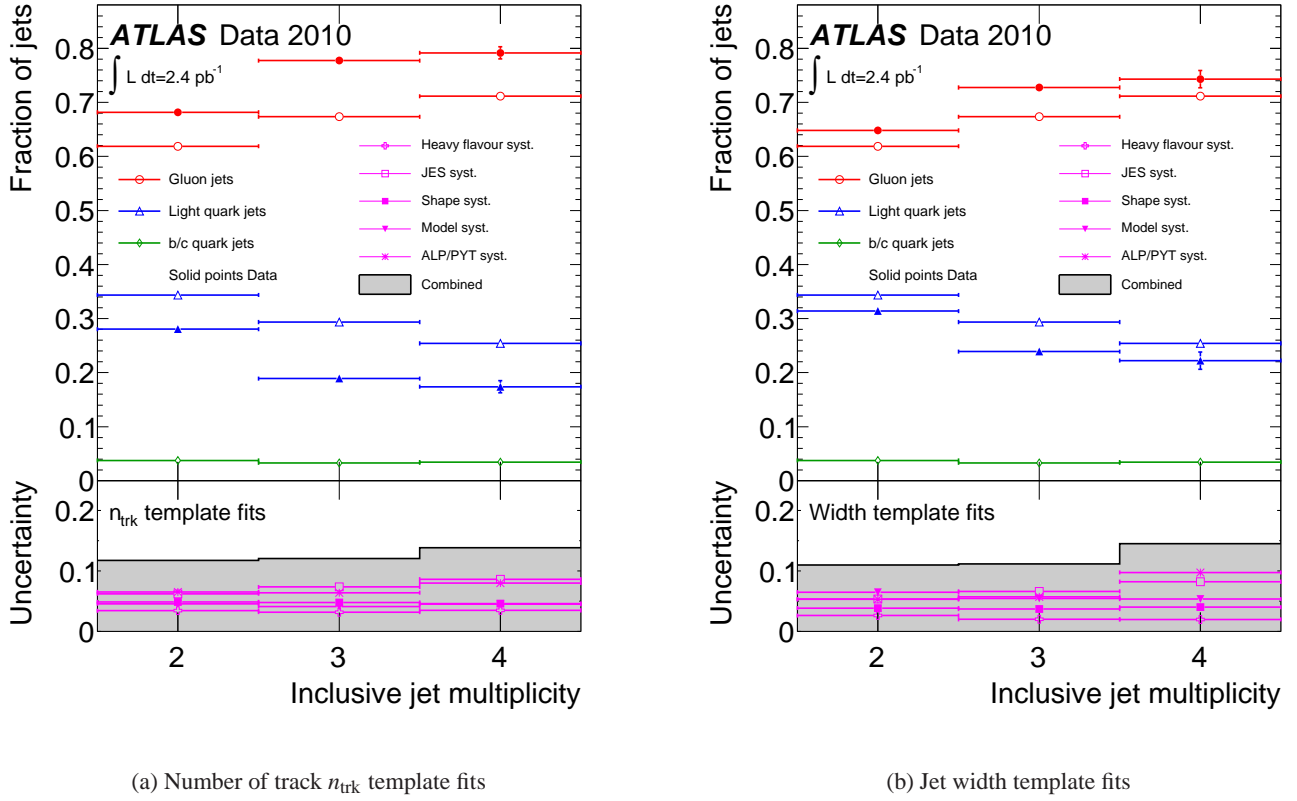 Fraction of jets
0.8
0.7
0.6
0.5
0.4
0.3
0.2
0.1
0
ATLAS Data 2010
∫ L dt=2.4 pb⁻¹
Gluon jets
Light quark jets
b/c quark jets
Solid points Data
Heavy flavour syst.
JES syst.
Shape syst.
Model syst.
ALP/PYT syst.
Combined
Uncertainty
0.2
0.1
0
n_trk template fits
2 3 4
Inclusive jet multiplicity
(a) Number of track n_trk template fits
Fraction of jets
0.8
0.7
0.6
0.5
0.4
0.3
0.2
0.1
0
ATLAS Data 2010
∫ L dt=2.4 pb⁻¹
Gluon jets
Light quark jets
b/c quark jets
Solid points Data
Heavy flavour syst.
JES syst.
Shape syst.
Model syst.
ALP/PYT syst.
Combined
Uncertainty
0.2
0.1
0
Width template fits
2 3 4
Inclusive jet multiplicity
(b) Jet width template fits